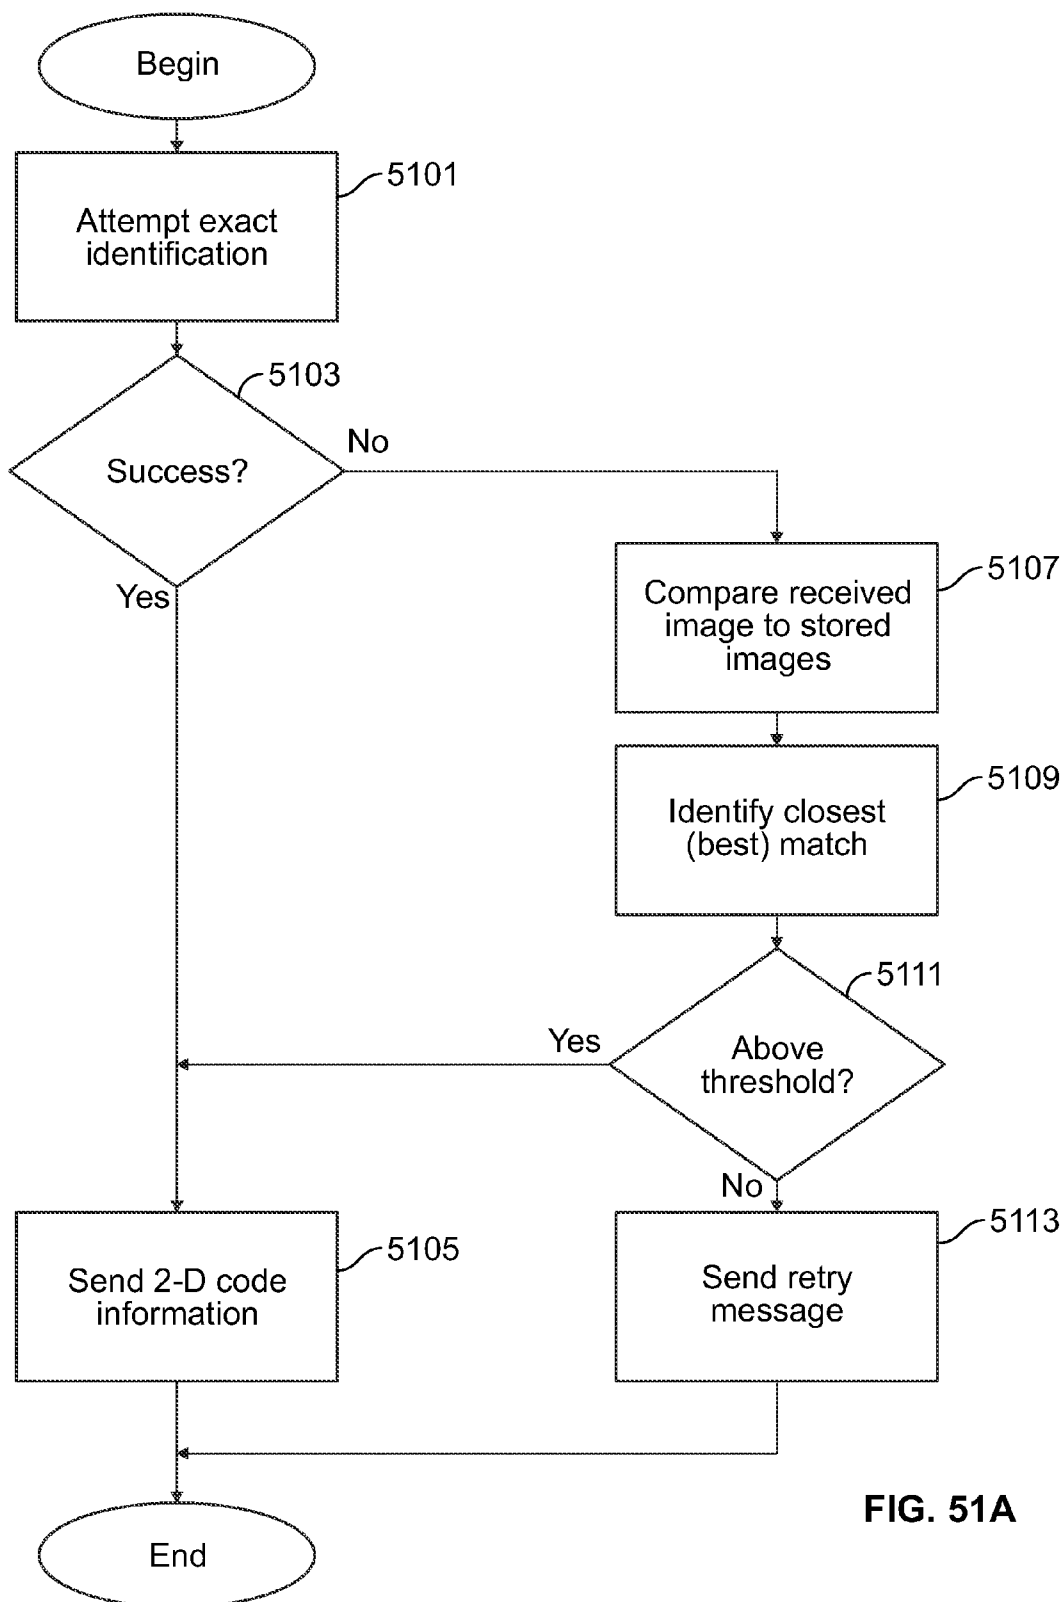 Begin
5101
Attempt exact
identification
5103
Success?
No
Yes
5107
Compare received
image to stored
images
5109
Identify closest
(best) match
5111
Above
threshold?
Yes
No
5105
Send 2-D code
information
5113
Send retry
message
End
FIG. 51A